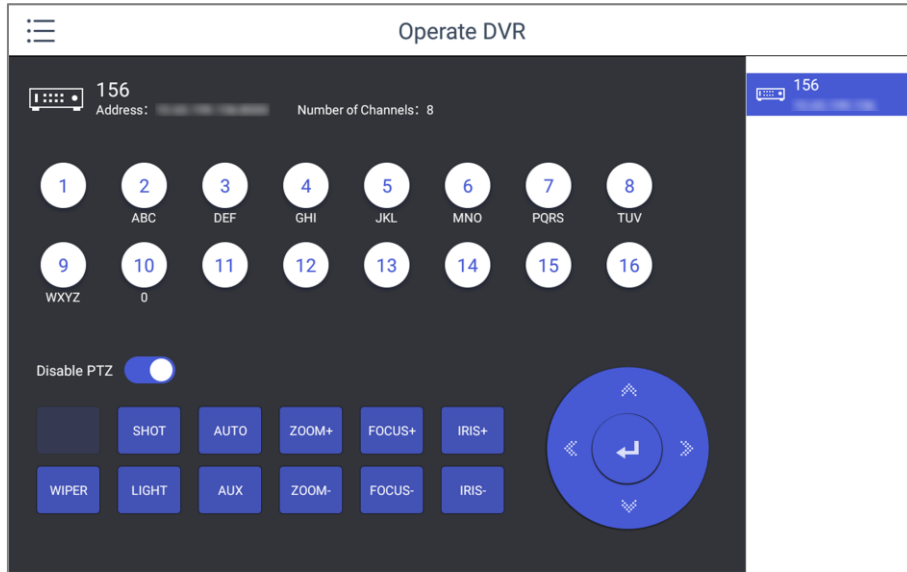 Operate DVR
156
Address:
Number of Channels: 8
156
1 2 3 4 5 6 7 8
ABC DEF GHI JKL MNO PQRS TUV
9 10 11 12 13 14 15 16
WXYZ 0
Disable PTZ
SHOT AUTO ZOOM+ FOCUS+ IRIS+
WIPER LIGHT AUX ZOOM- FOCUS- IRIS-